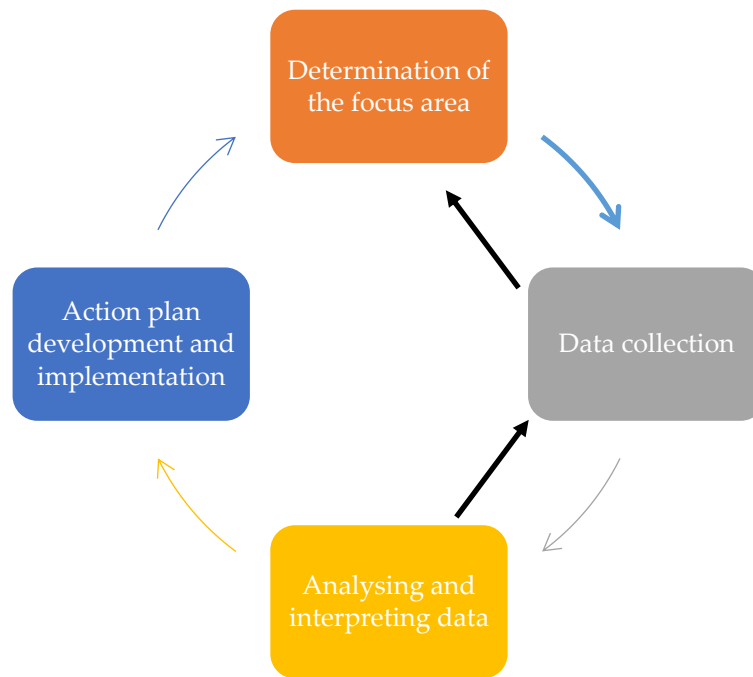 Determination of
the focus area
Action plan
development and
implementation
Data collection
Analysing and
interpreting data